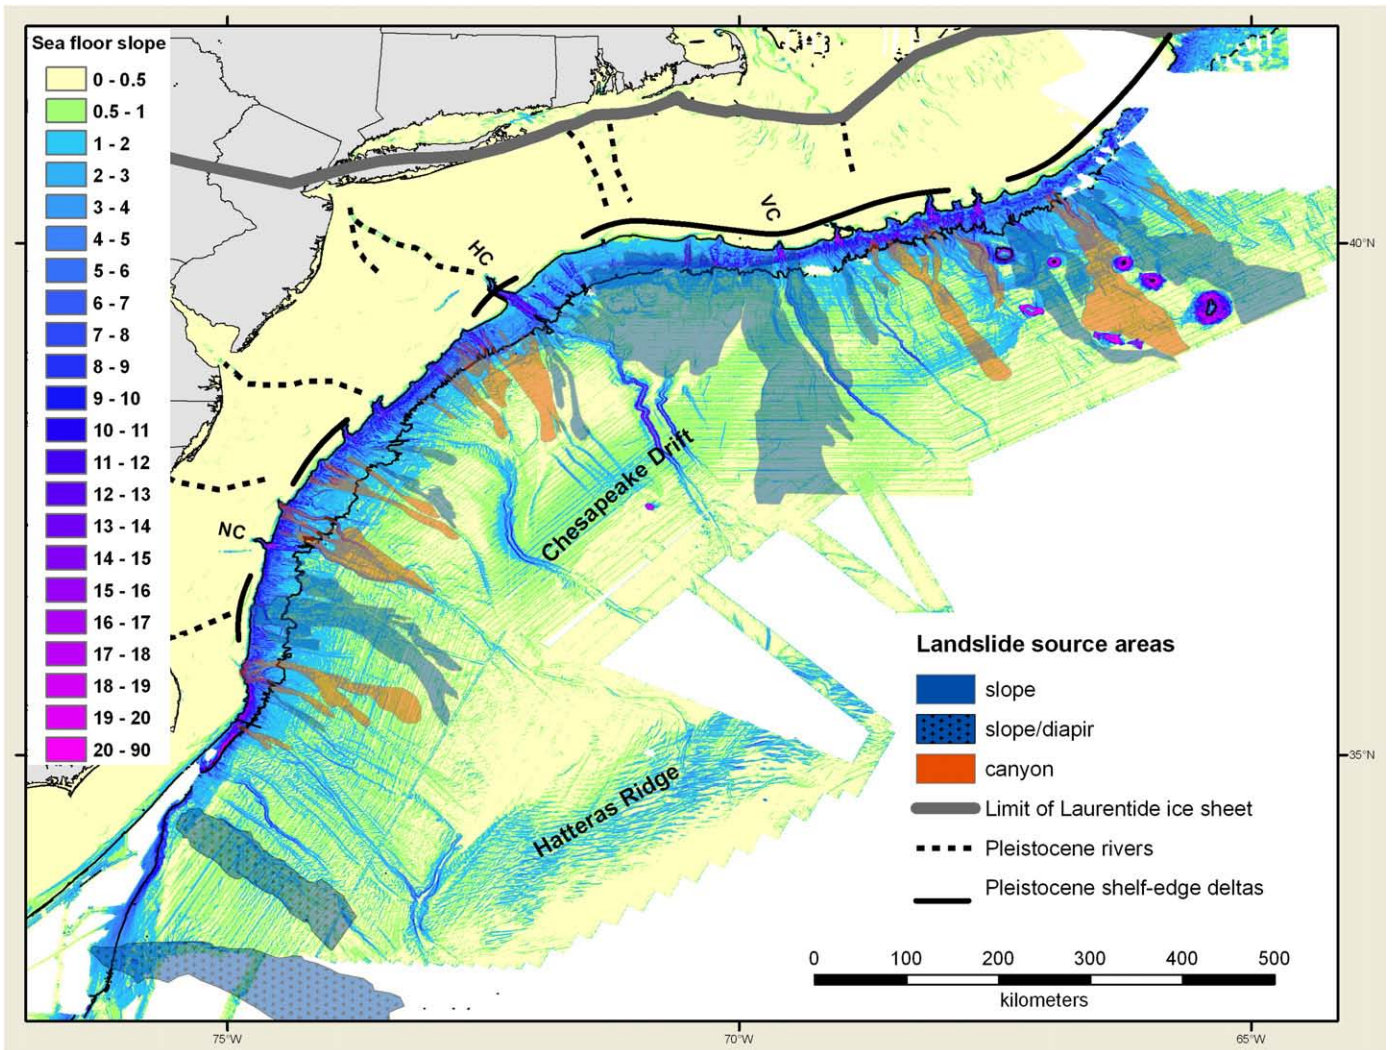 Sea floor slope
0 - 0.5
0.5 - 1
1 - 2
2 - 3
3 - 4
4 - 5
5 - 6
6 - 7
7 - 8
8 - 9
9 - 10
10 - 11
11 - 12
12 - 13
13 - 14
14 - 15
15 - 16
16 - 17
17 - 18
18 - 19
19 - 20
20 - 90
VC
HC
NC
Chesapeake Drift
Hatteras Ridge
40°N
35°N
Landslide source areas
slope
slope/diapir
canyon
Limit of Laurentide ice sheet
Pleistocene rivers
Pleistocene shelf-edge deltas
0 100 200 300 400 500
kilometers
75°W 70°W 65°W